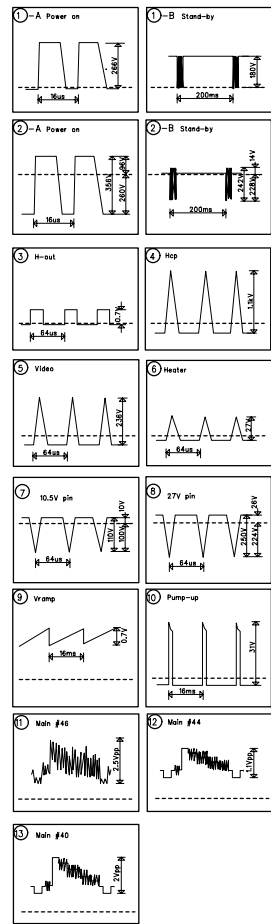 1 -A Power on
266V
16us
1 -B Stand-by
180V
200ms
2 -A Power on
96V
356V
260V
16us
2 -B Stand-by
14V
242V
228V
200ms
3 H-out
0.7V
64us
4 Hcp
1.1kV
5 Video
236V
64us
6 Heater
27V
64us
7 10.5V pin
10V
110V
100V
64us
8 27V pin
26V
250V
224V
64us
9 Vramp
0.7V
16ms
10 Pump-up
31V
16ms
11 Main #46
2.5Vpp
12 Main #44
1.1Vpp
13 Main #40
2Vpp